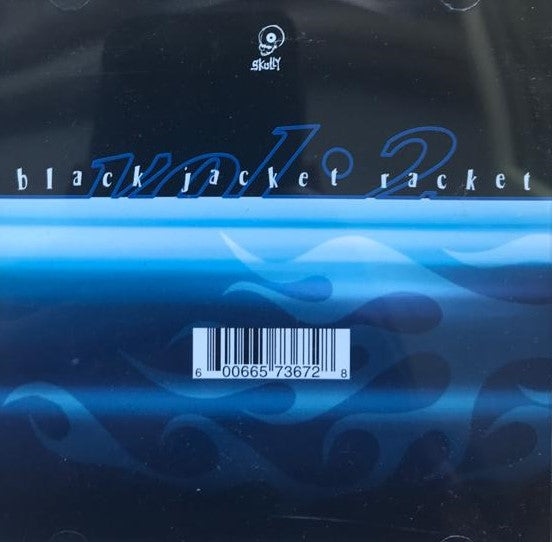 skully
vol. 2
black jacket racket
6 00665 73672 8